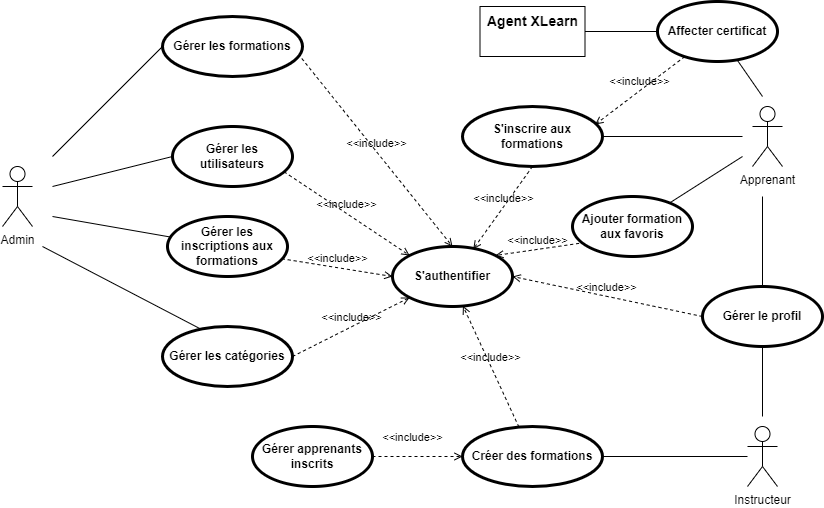 Agent XLearn
Affecter certificat
Gérer les formations
<<include>>
<<include>>
S'inscrire aux
formations
Gérer les
utilisateurs
Apprenant
<<include>>
<<include>>
Ajouter formation
aux favoris
Gérer les
inscriptions aux
formations
Admin
<<include>>
<<include>>
S'authentifier
<<include>>
Gérer le profil
<<include>>
Gérer les catégories
<<include>>
<<include>>
Gérer apprenants
inscrits
Créer des formations
Instructeur